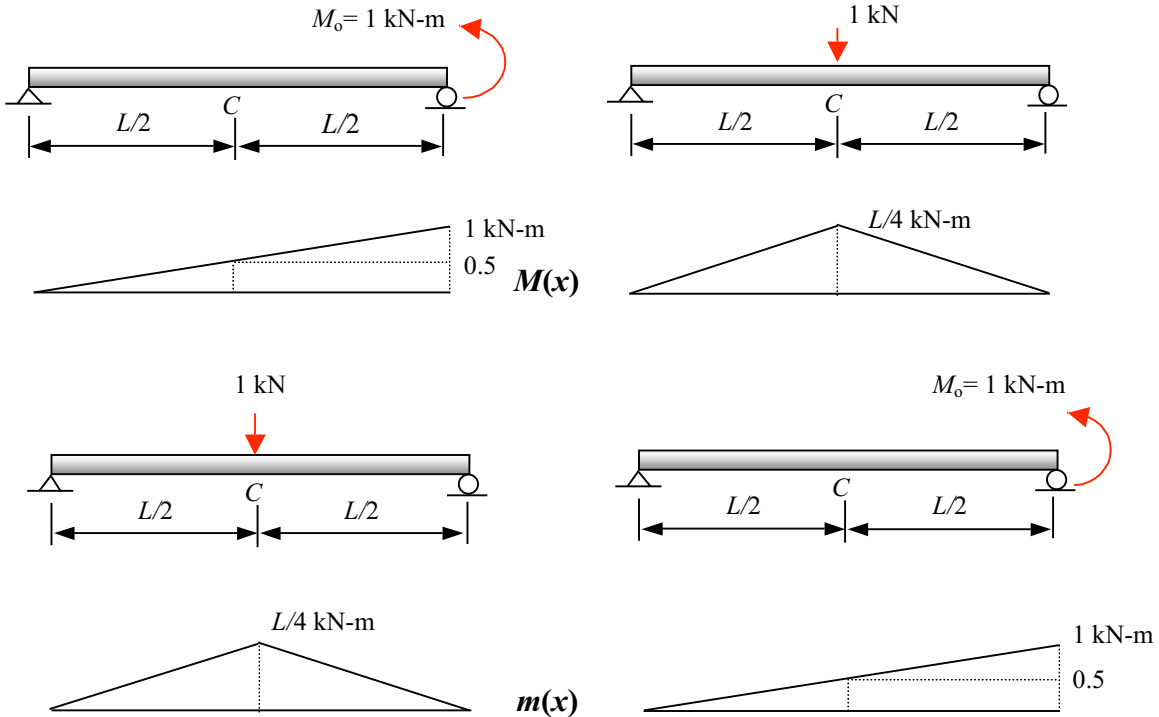 Mo= 1 kN-m
1 kN
C
L/2
L/2
C
L/2
L/2
1 kN-m
0.5
M(x)
L/4 kN-m
1 kN
Mo= 1 kN-m
C
L/2
L/2
C
L/2
L/2
L/4 kN-m
m(x)
1 kN-m
0.5